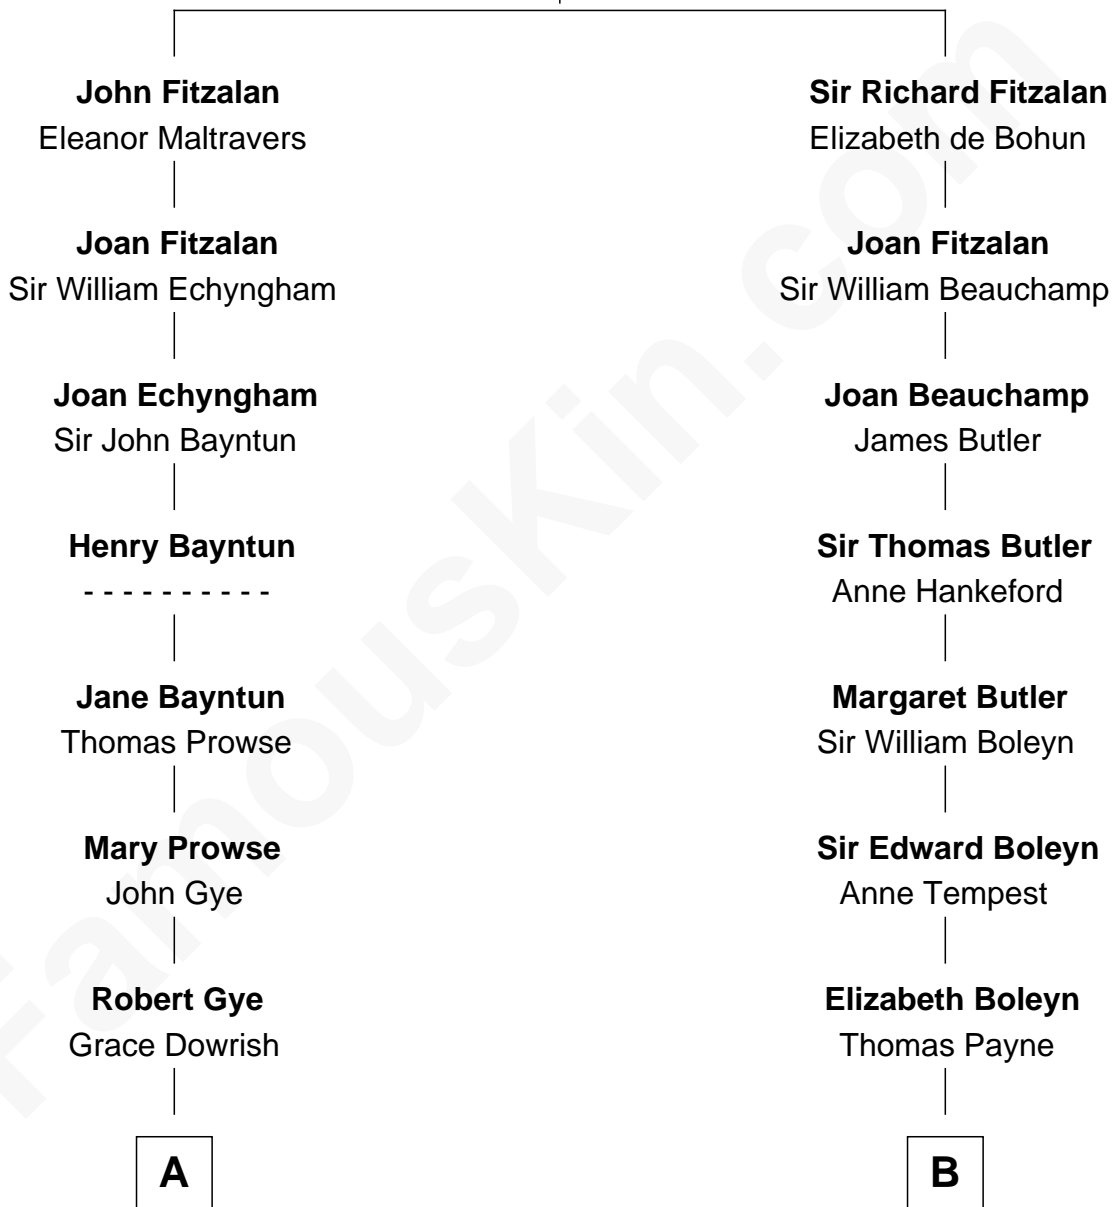 John Fitzalan
Eleanor Maltravers
Joan Fitzalan
Sir William Echyngham
Joan Echyngham
Sir John Bayntun
Henry Bayntun
- - - - - - - - - -
Jane Bayntun
Thomas Prowse
Mary Prowse
John Gye
Robert Gye
Grace Dowrish
A
Sir Richard Fitzalan
Elizabeth de Bohun
Joan Fitzalan
Sir William Beauchamp
Joan Beauchamp
James Butler
Sir Thomas Butler
Anne Hankeford
Margaret Butler
Sir William Boleyn
Sir Edward Boleyn
Anne Tempest
Elizabeth Boleyn
Thomas Payne
B
FamousKin.com